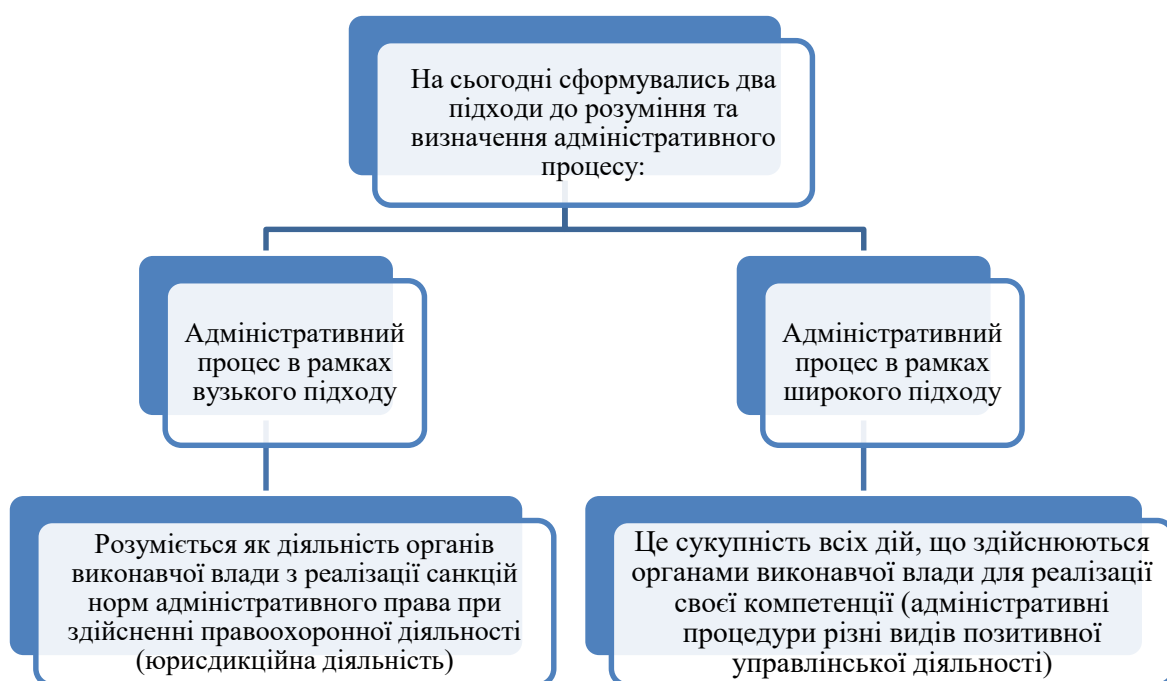 На сьогодні сформувались два
підходи до розуміння та
визначення адміністративного
процесу:
Адміністративний
процес в рамках
вузького підходу
Адміністративний
процес в рамках
широкого підходу
Розуміється як діяльність органів
виконавчої влади з реалізації санкцій
норм адміністративного права при
здійсненні правоохоронної діяльності
(юрисдикційна діяльність)
Це сукупність всіх дій, що здійснюються
органами виконавчої влади для реалізації
своєї компетенції (адміністративні
процедури різні видів позитивної
управлінської діяльності)